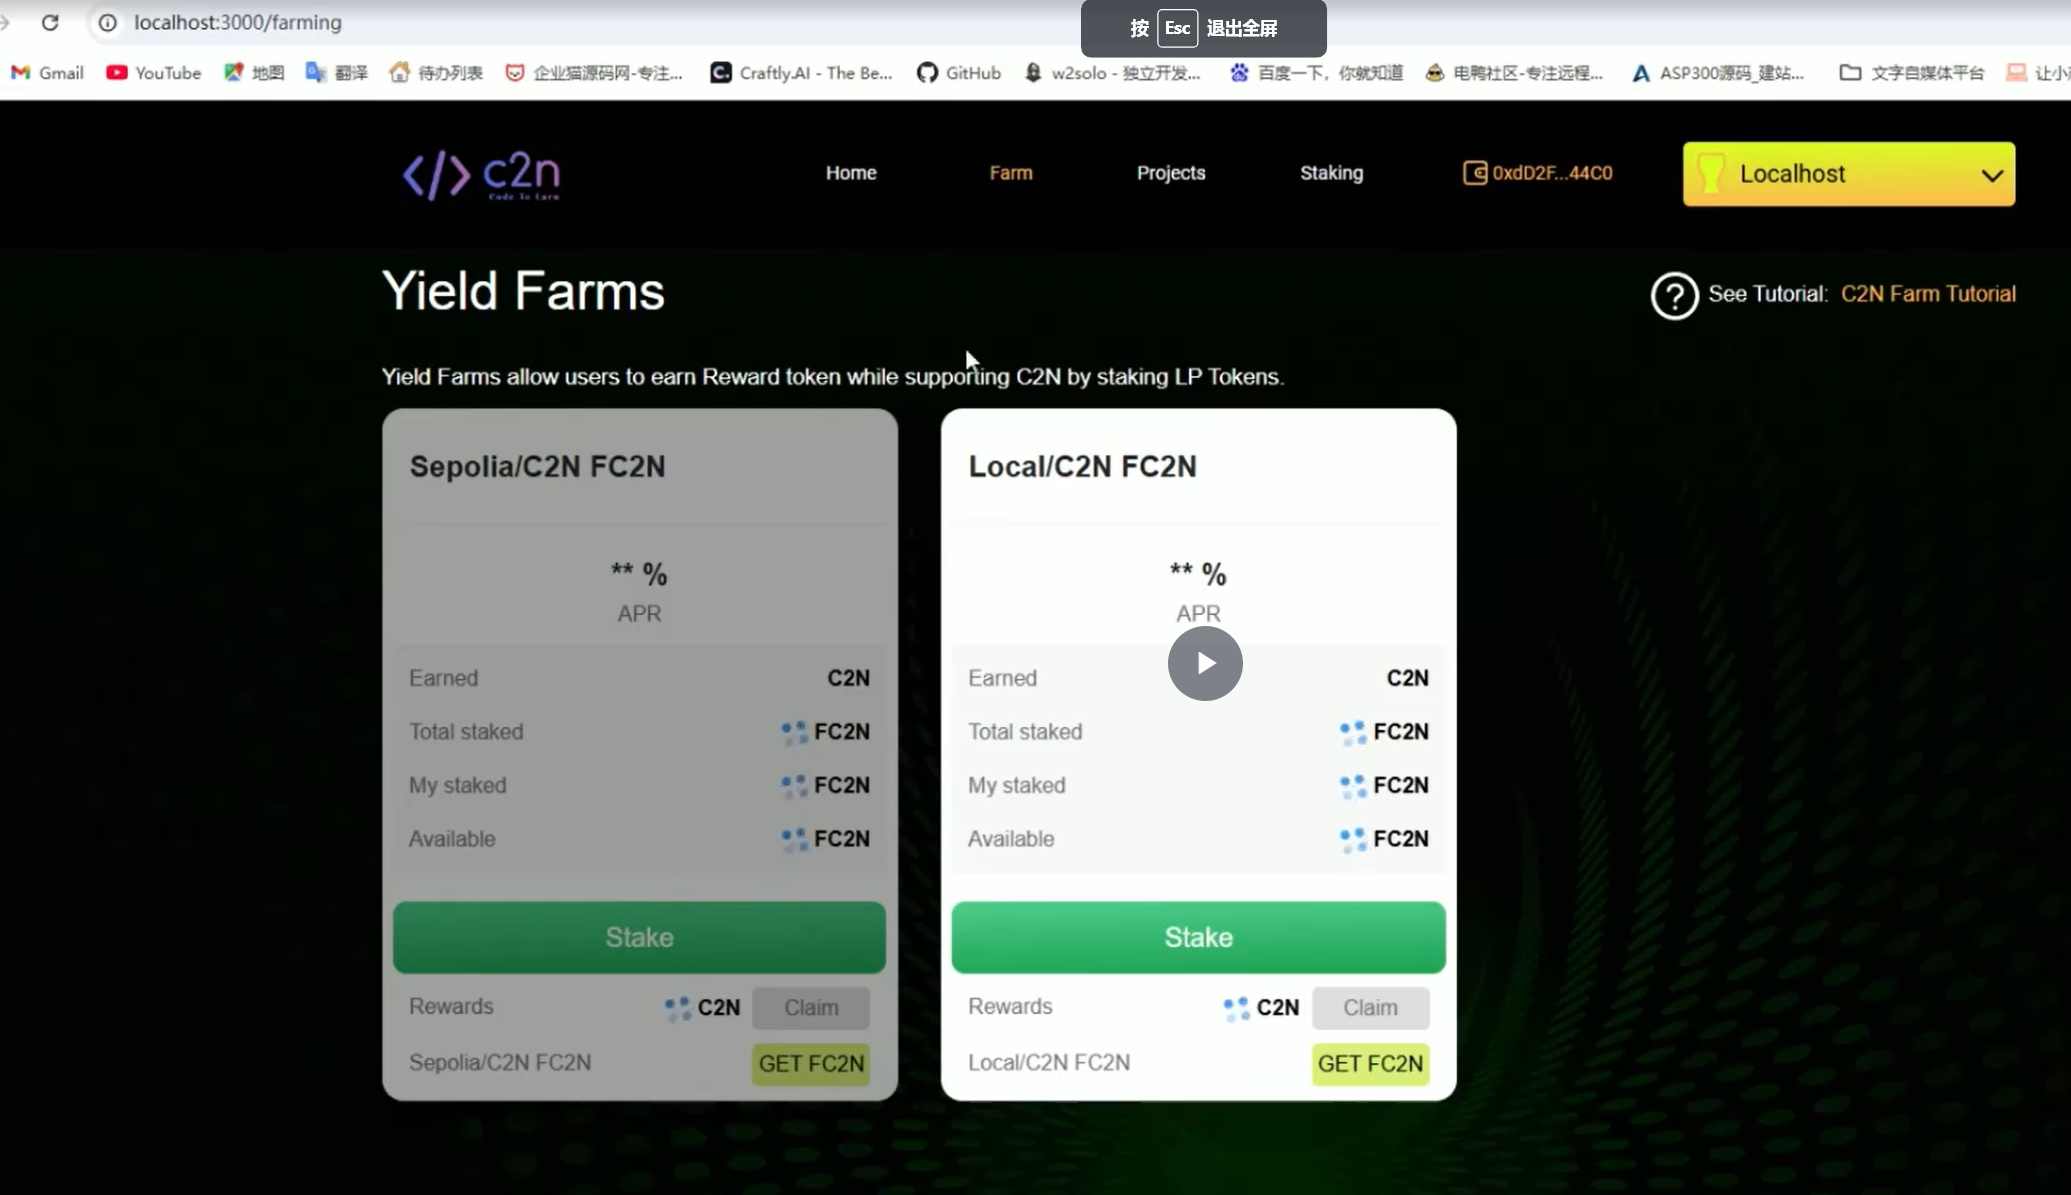 localhost:3000/farming
按 Esc 退出全屏
Gmail YouTube 地图 翻译 待办列表 企业猫源码网-专注... Craftly.AI - The Be... GitHub w2solo - 独立开发... 百度一下，你就知道 电鸭社区-专注远程... ASP300源码_建站... 文字自媒体平台 让小
</> c2n
Code To Earn
Home Farm Projects Staking 0xdD2F...44C0 Localhost
Yield Farms
? See Tutorial: C2N Farm Tutorial
Yield Farms allow users to earn Reward token while supporting C2N by staking LP Tokens.
Sepolia/C2N FC2N
** %
APR
Earned C2N
Total staked FC2N
My staked FC2N
Available FC2N
Stake
Rewards C2N Claim
Sepolia/C2N FC2N GET FC2N
Local/C2N FC2N
** %
APR
Earned C2N
Total staked FC2N
My staked FC2N
Available FC2N
Stake
Rewards C2N Claim
Local/C2N FC2N GET FC2N